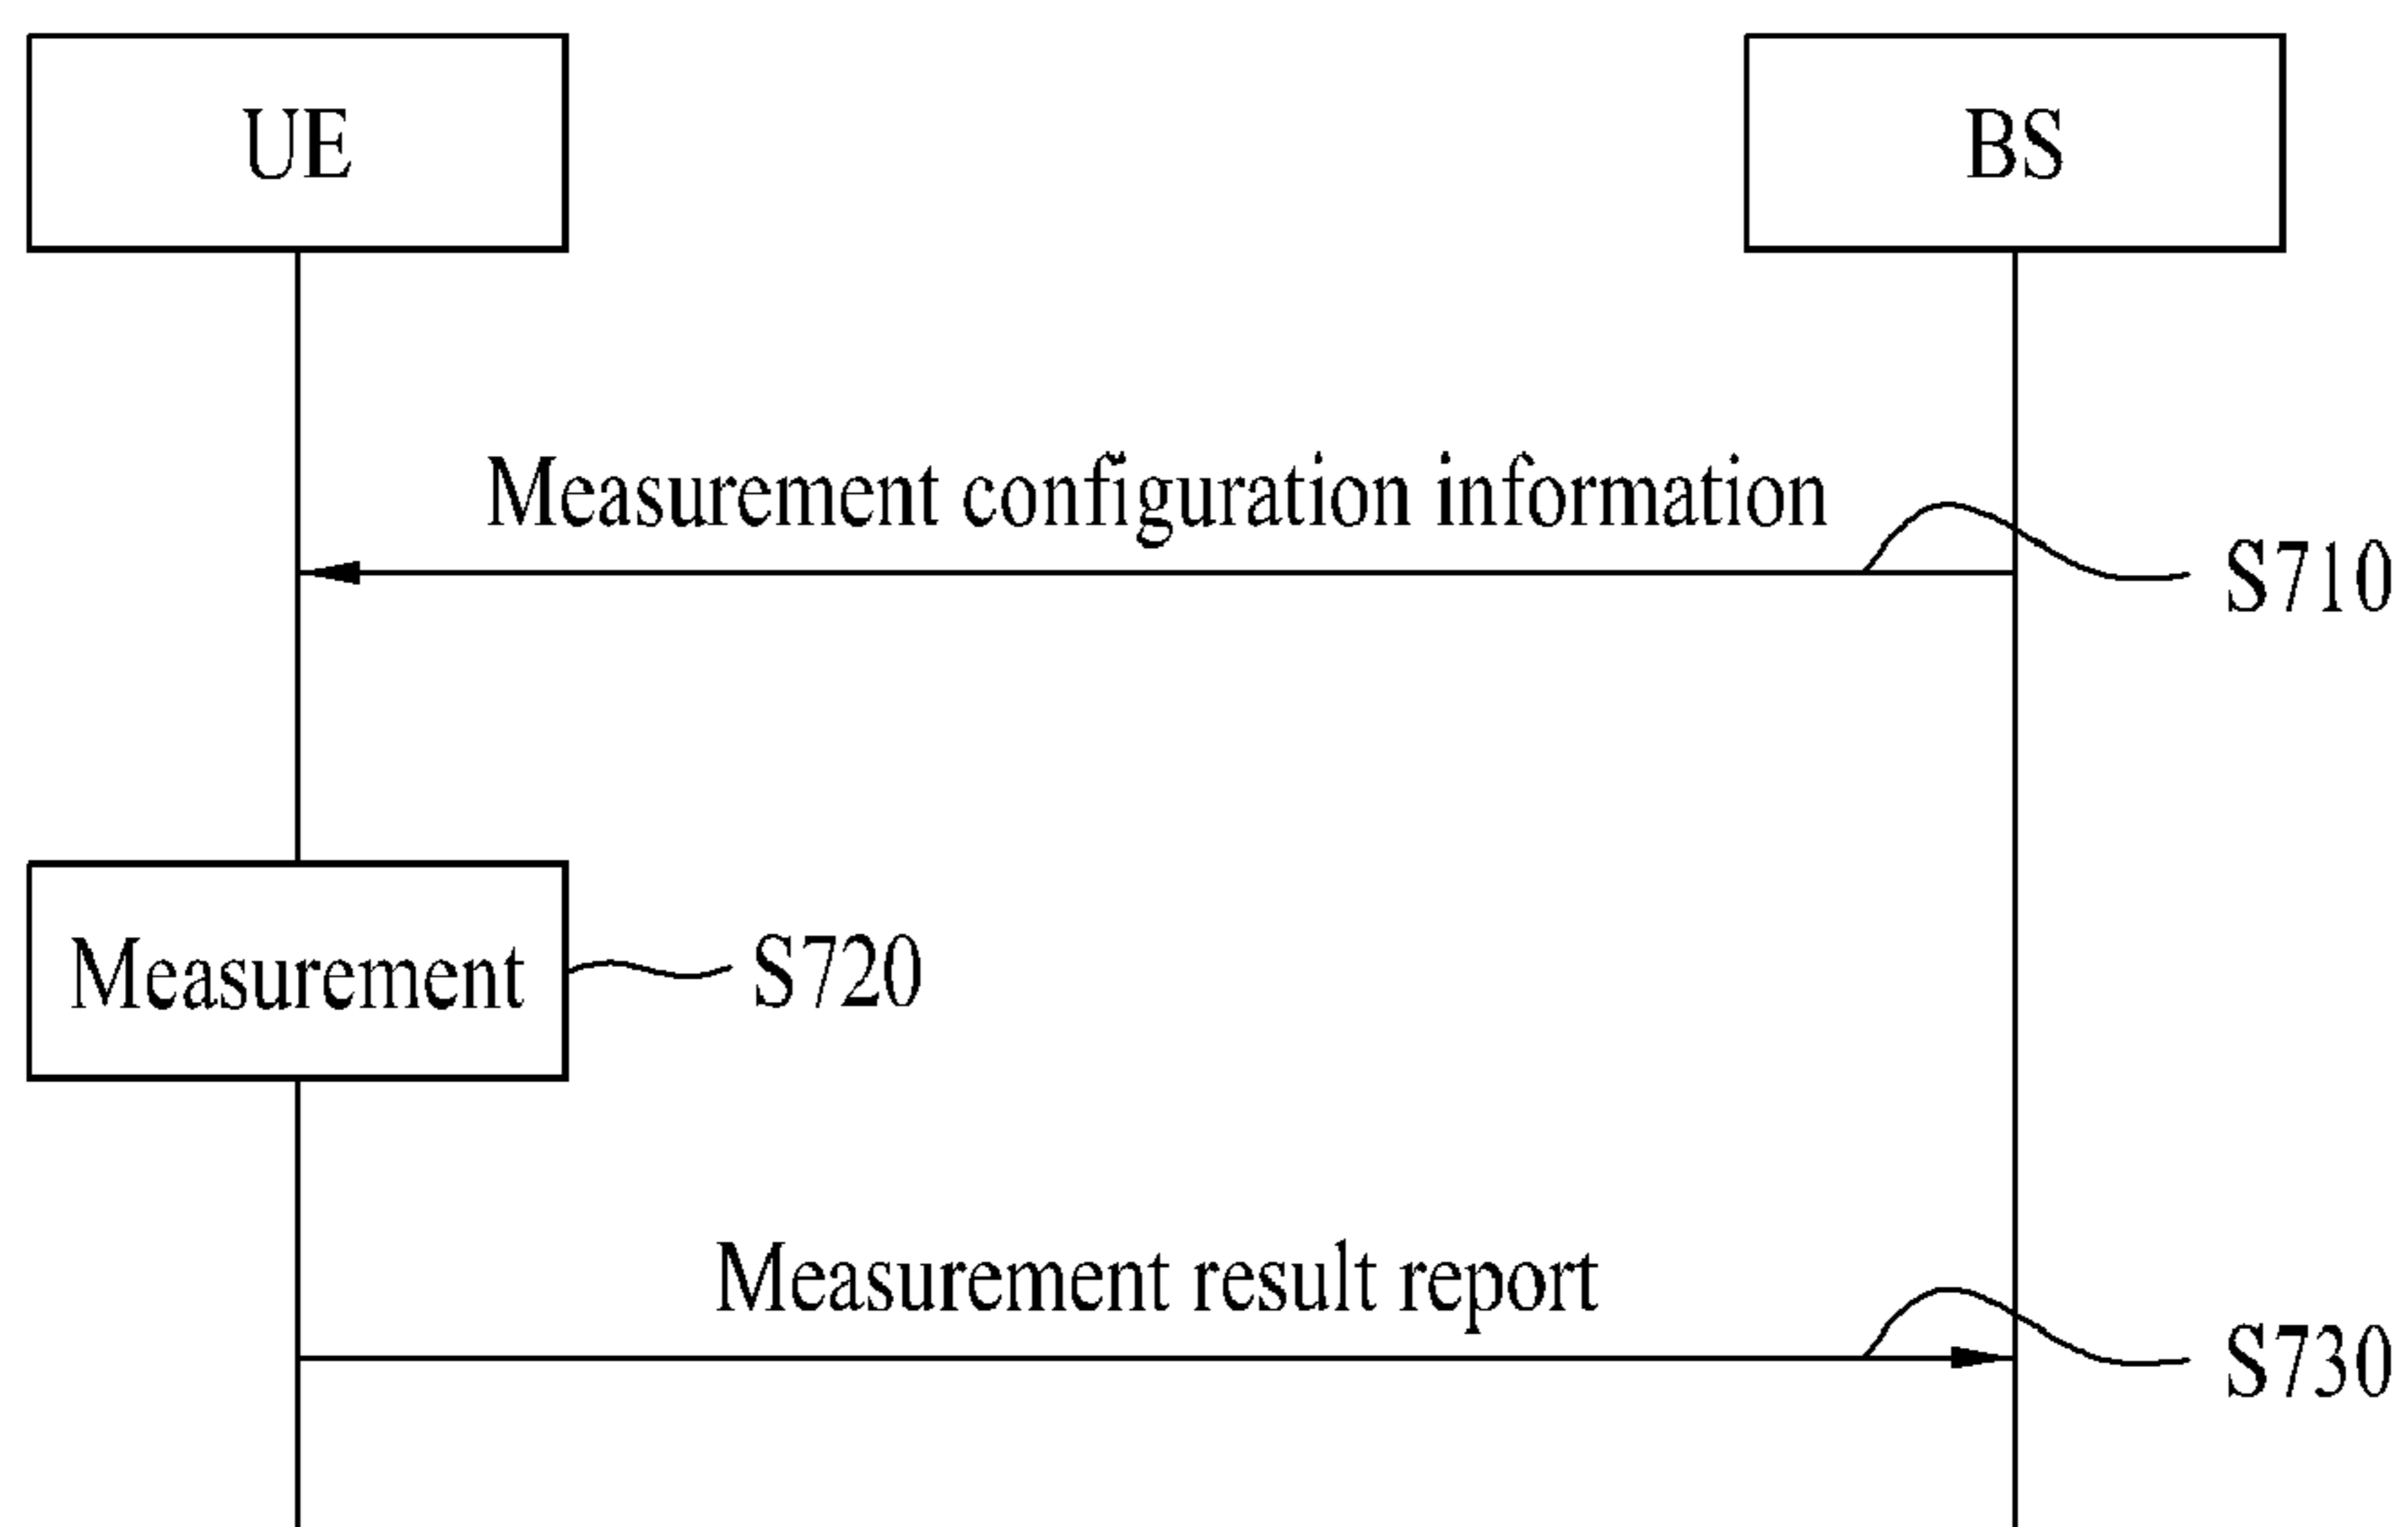 UE
BS
Measurement configuration information
S710
Measurement
S720
Measurement result report
S730